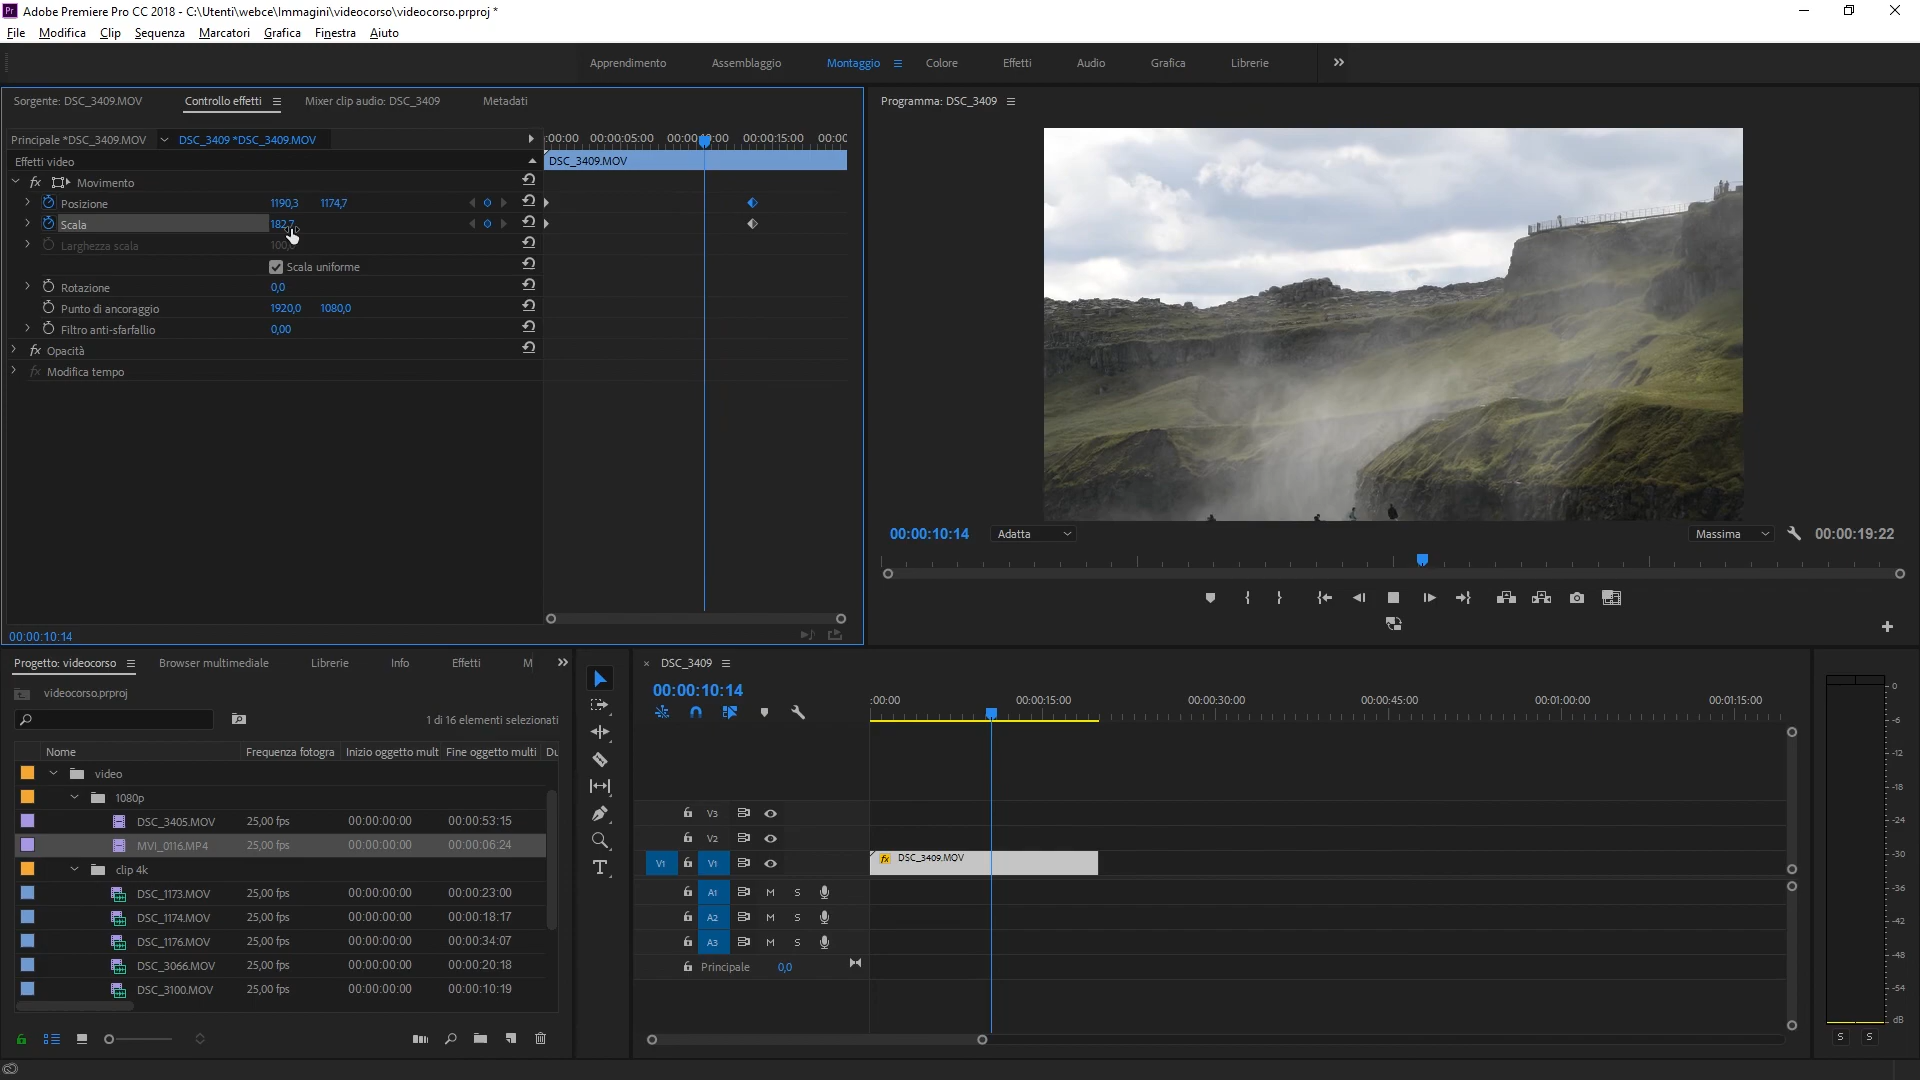 Adobe Premiere Pro CC 2018 - C:\Utenti\webce\Immagini\videocorso\videocorso.prproj *
File Modifica Clip Sequenza Marcatori Grafica Finestra Aiuto
Apprendimento Assemblaggio Montaggio Colore Effetti Audio Grafica Librerie
Sorgente: DSC_3409.MOV Controllo effetti Mixer clip audio: DSC_3409 Metadati
Programma: DSC_3409
Principale *DSC_3409.MOV DSC_3409 *DSC_3409.MOV
:00:00 00:00:05:00 00:00:15:00
Effetti video
DSC_3409.MOV
Movimento
Posizione 1190,3 1174,7
Scala 182,7
Larghezza scala
Scala uniforme
Rotazione 0,0
Punto di ancoraggio 1920,0 1080,0
Filtro anti-sfarfallio 0,00
Opacità
Modifica tempo
00:00:10:14
00:00:10:14 Adatta Massima 00:00:19:22
Progetto: videocorso Browser multimediale Librerie Info Effetti M
videocorso.prproj
1 di 16 elementi selezionati
Nome Frequenza fotogra Inizio oggetto mult Fine oggetto multi Du
video
1080p
DSC_3405.MOV 25,00 fps 00:00:00:00 00:00:53:15
MVI_0116.MP4 25,00 fps 00:00:00:00 00:00:06:24
clip 4k
DSC_1173.MOV 25,00 fps 00:00:00:00 00:00:23:00
DSC_1174.MOV 25,00 fps 00:00:00:00 00:00:18:17
DSC_1176.MOV 25,00 fps 00:00:00:00 00:00:34:07
DSC_3066.MOV 25,00 fps 00:00:00:00 00:00:20:18
DSC_3100.MOV 25,00 fps 00:00:00:00 00:00:10:19
DSC_3409
00:00:10:14
:00:00 00:00:15:00 00:00:30:00 00:00:45:00 00:01:00:00 00:01:15:00
V3
V2
V1 V1
fx DSC_3409.MOV
A1 M S
A2 M S
A3 M S
Principale 0,0
0
-6
-12
-18
-24
-30
-36
-42
-48
-54
dB
S S